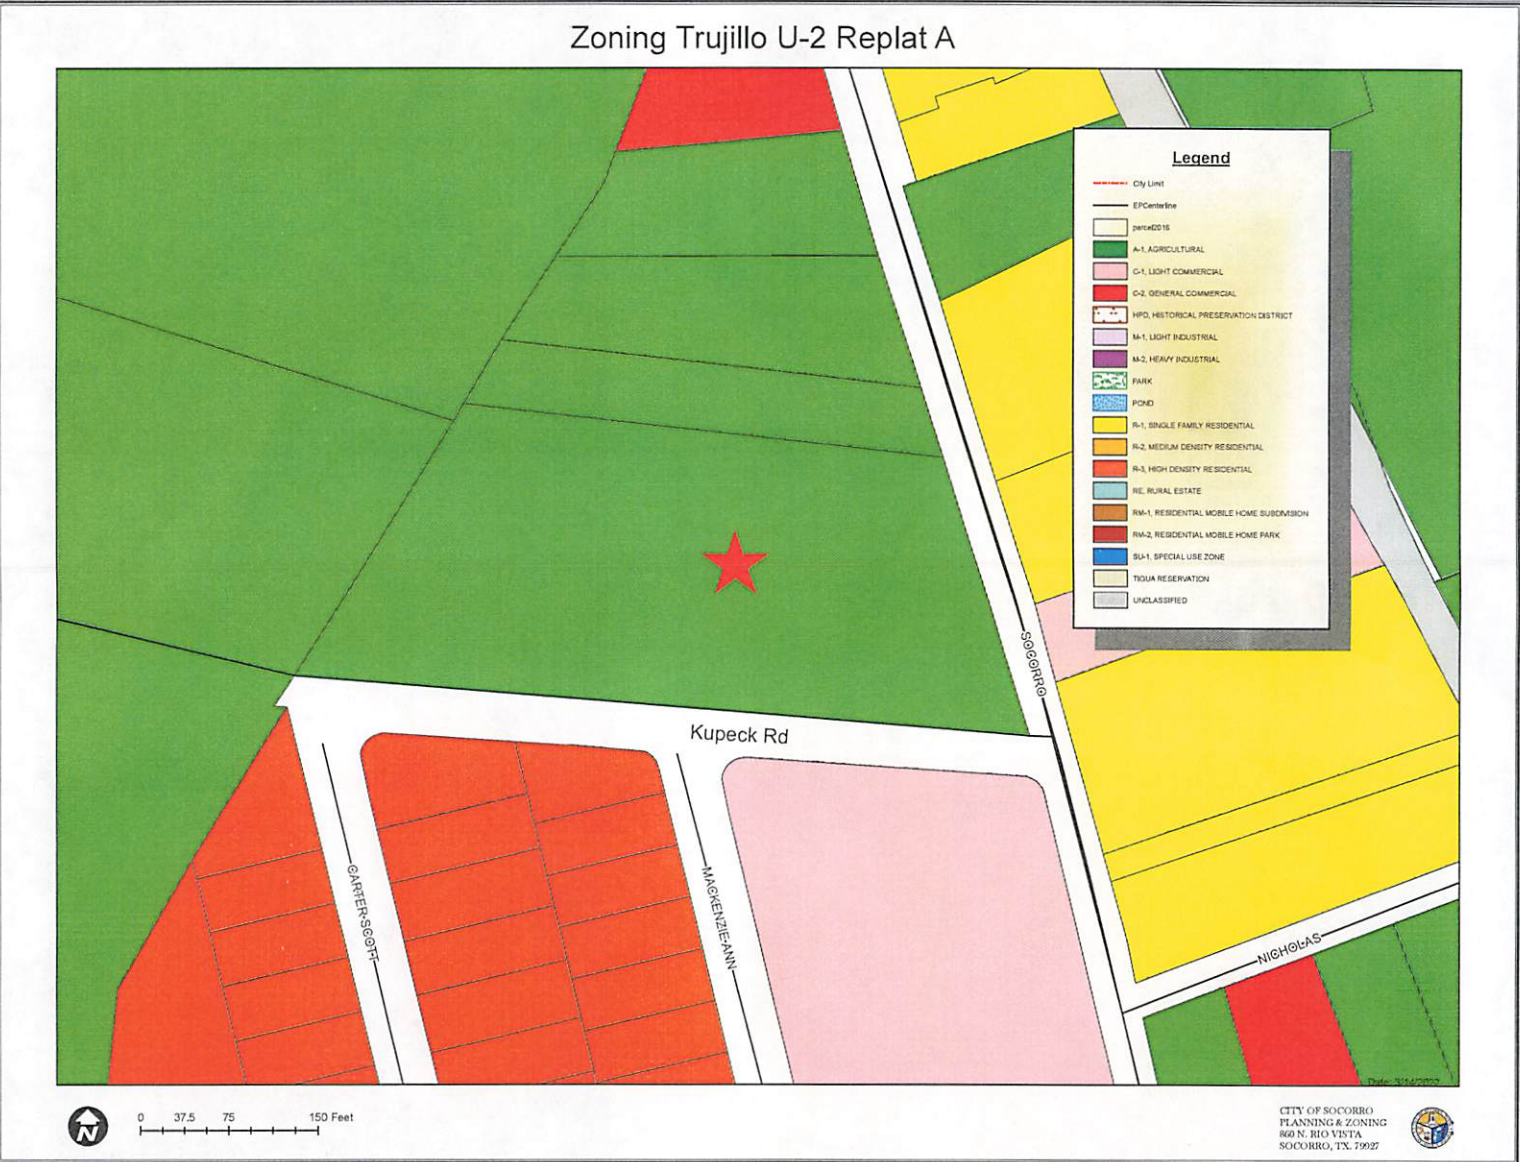 Zoning Trujillo U-2 Replat A
Legend
City Limit
EPCenterline
parcel2016
A-1, AGRICULTURAL
C-1, LIGHT COMMERCIAL
C-2, GENERAL COMMERCIAL
HPD, HISTORICAL PRESERVATION DISTRICT
M-1, LIGHT INDUSTRIAL
M-2, HEAVY INDUSTRIAL
PARK
POND
R-1, SINGLE FAMILY RESIDENTIAL
R-2, MEDIUM DENSITY RESIDENTIAL
R-3, HIGH DENSITY RESIDENTIAL
RE, RURAL ESTATE
RM-1, RESIDENTIAL MOBILE HOME SUBDIVISION
RM-2, RESIDENTIAL MOBILE HOME PARK
SU-1, SPECIAL USE ZONE
TIGUA RESERVATION
UNCLASSIFIED
SOCORRO
Kupeck Rd
CARTER SCOTT
MACKENZIE ANN
NICHOLAS
Date:
N
0 37.5 75 150 Feet
CITY OF SOCORRO
PLANNING & ZONING
860 N. RIO VISTA
SOCORRO, TX. 79927